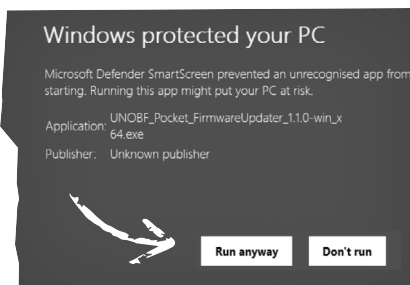 Windows protected your PC
Microsoft Defender SmartScreen prevented an unrecognised app from
starting. Running this app might put your PC at risk.
Application: UNOBF_Pocket_FirmwareUpdater_1.1.0-win_x
64.exe
Publisher: Unknown publisher
Run anyway Don't run